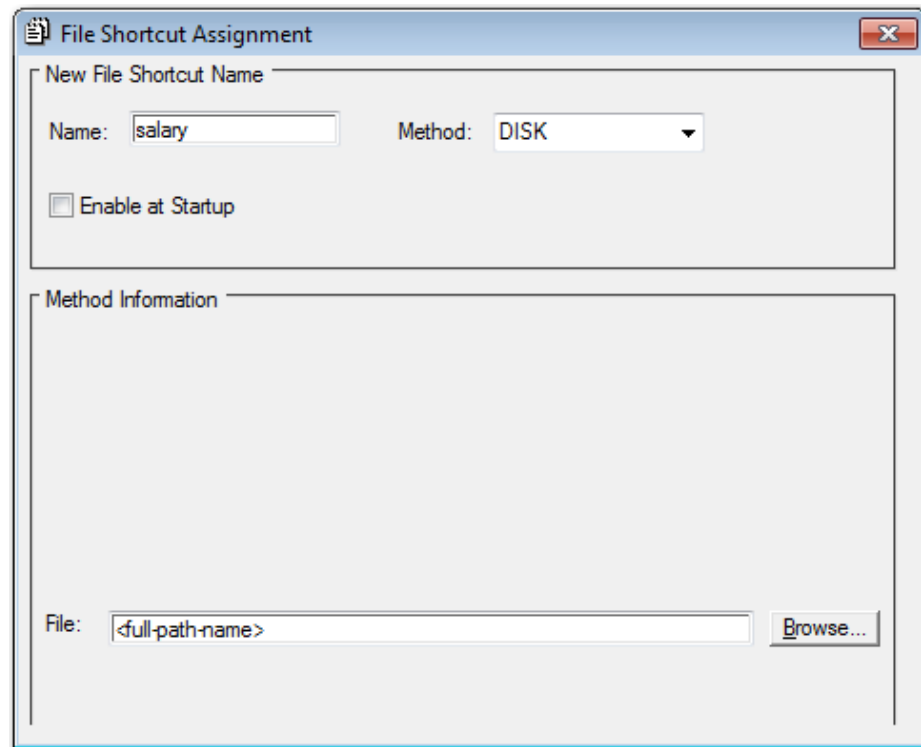 File Shortcut Assignment
New File Shortcut Name
Name: salary Method: DISK
Enable at Startup
Method Information
File: <full-path-name> Browse...